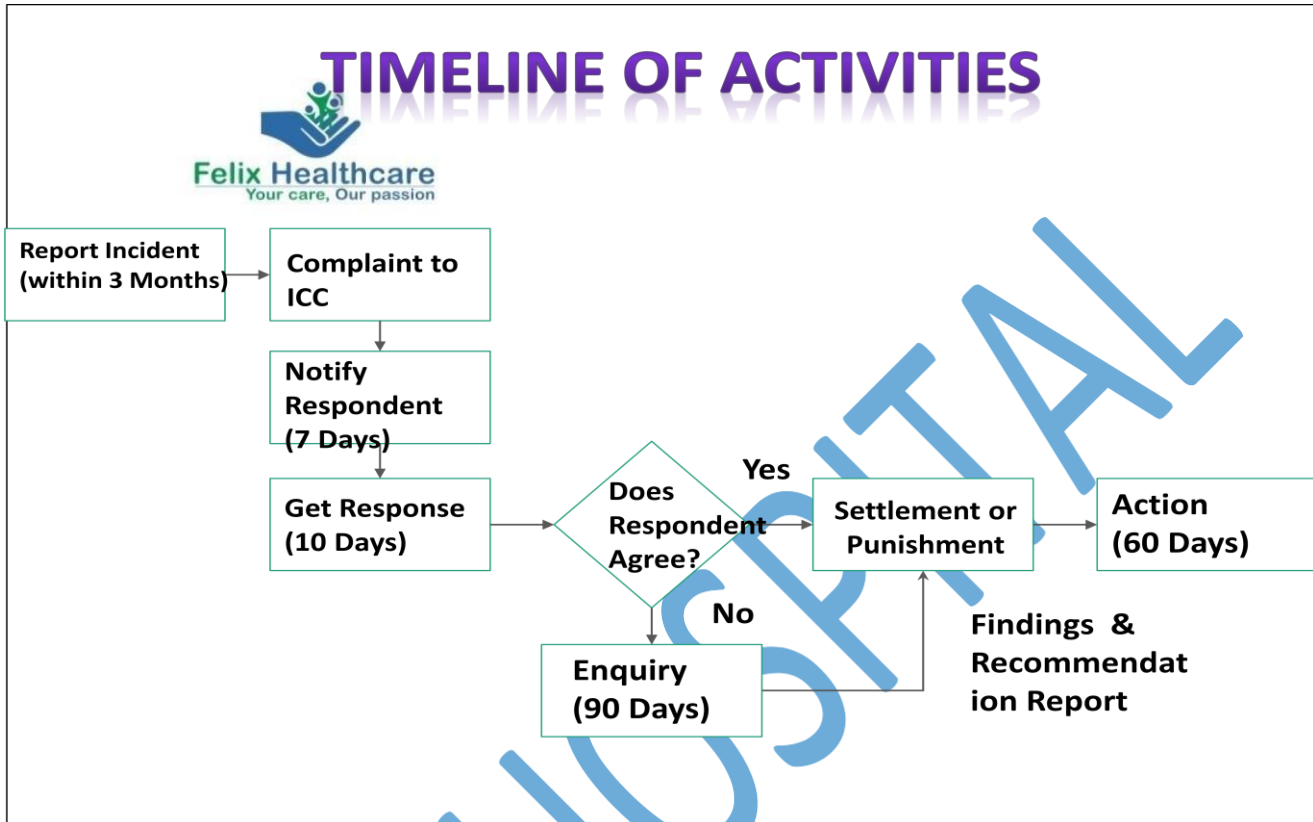 TIMELINE OF ACTIVITIES
Felix Healthcare
Your care, Our passion
Report Incident
(within 3 Months)
Complaint to
ICC
Notify
Respondent
(7 Days)
Get Response
(10 Days)
Does
Respondent
Agree?
Yes
No
Settlement or
Punishment
Action
(60 Days)
Enquiry
(90 Days)
Findings &
Recommendat
ion Report
HOSPITAL